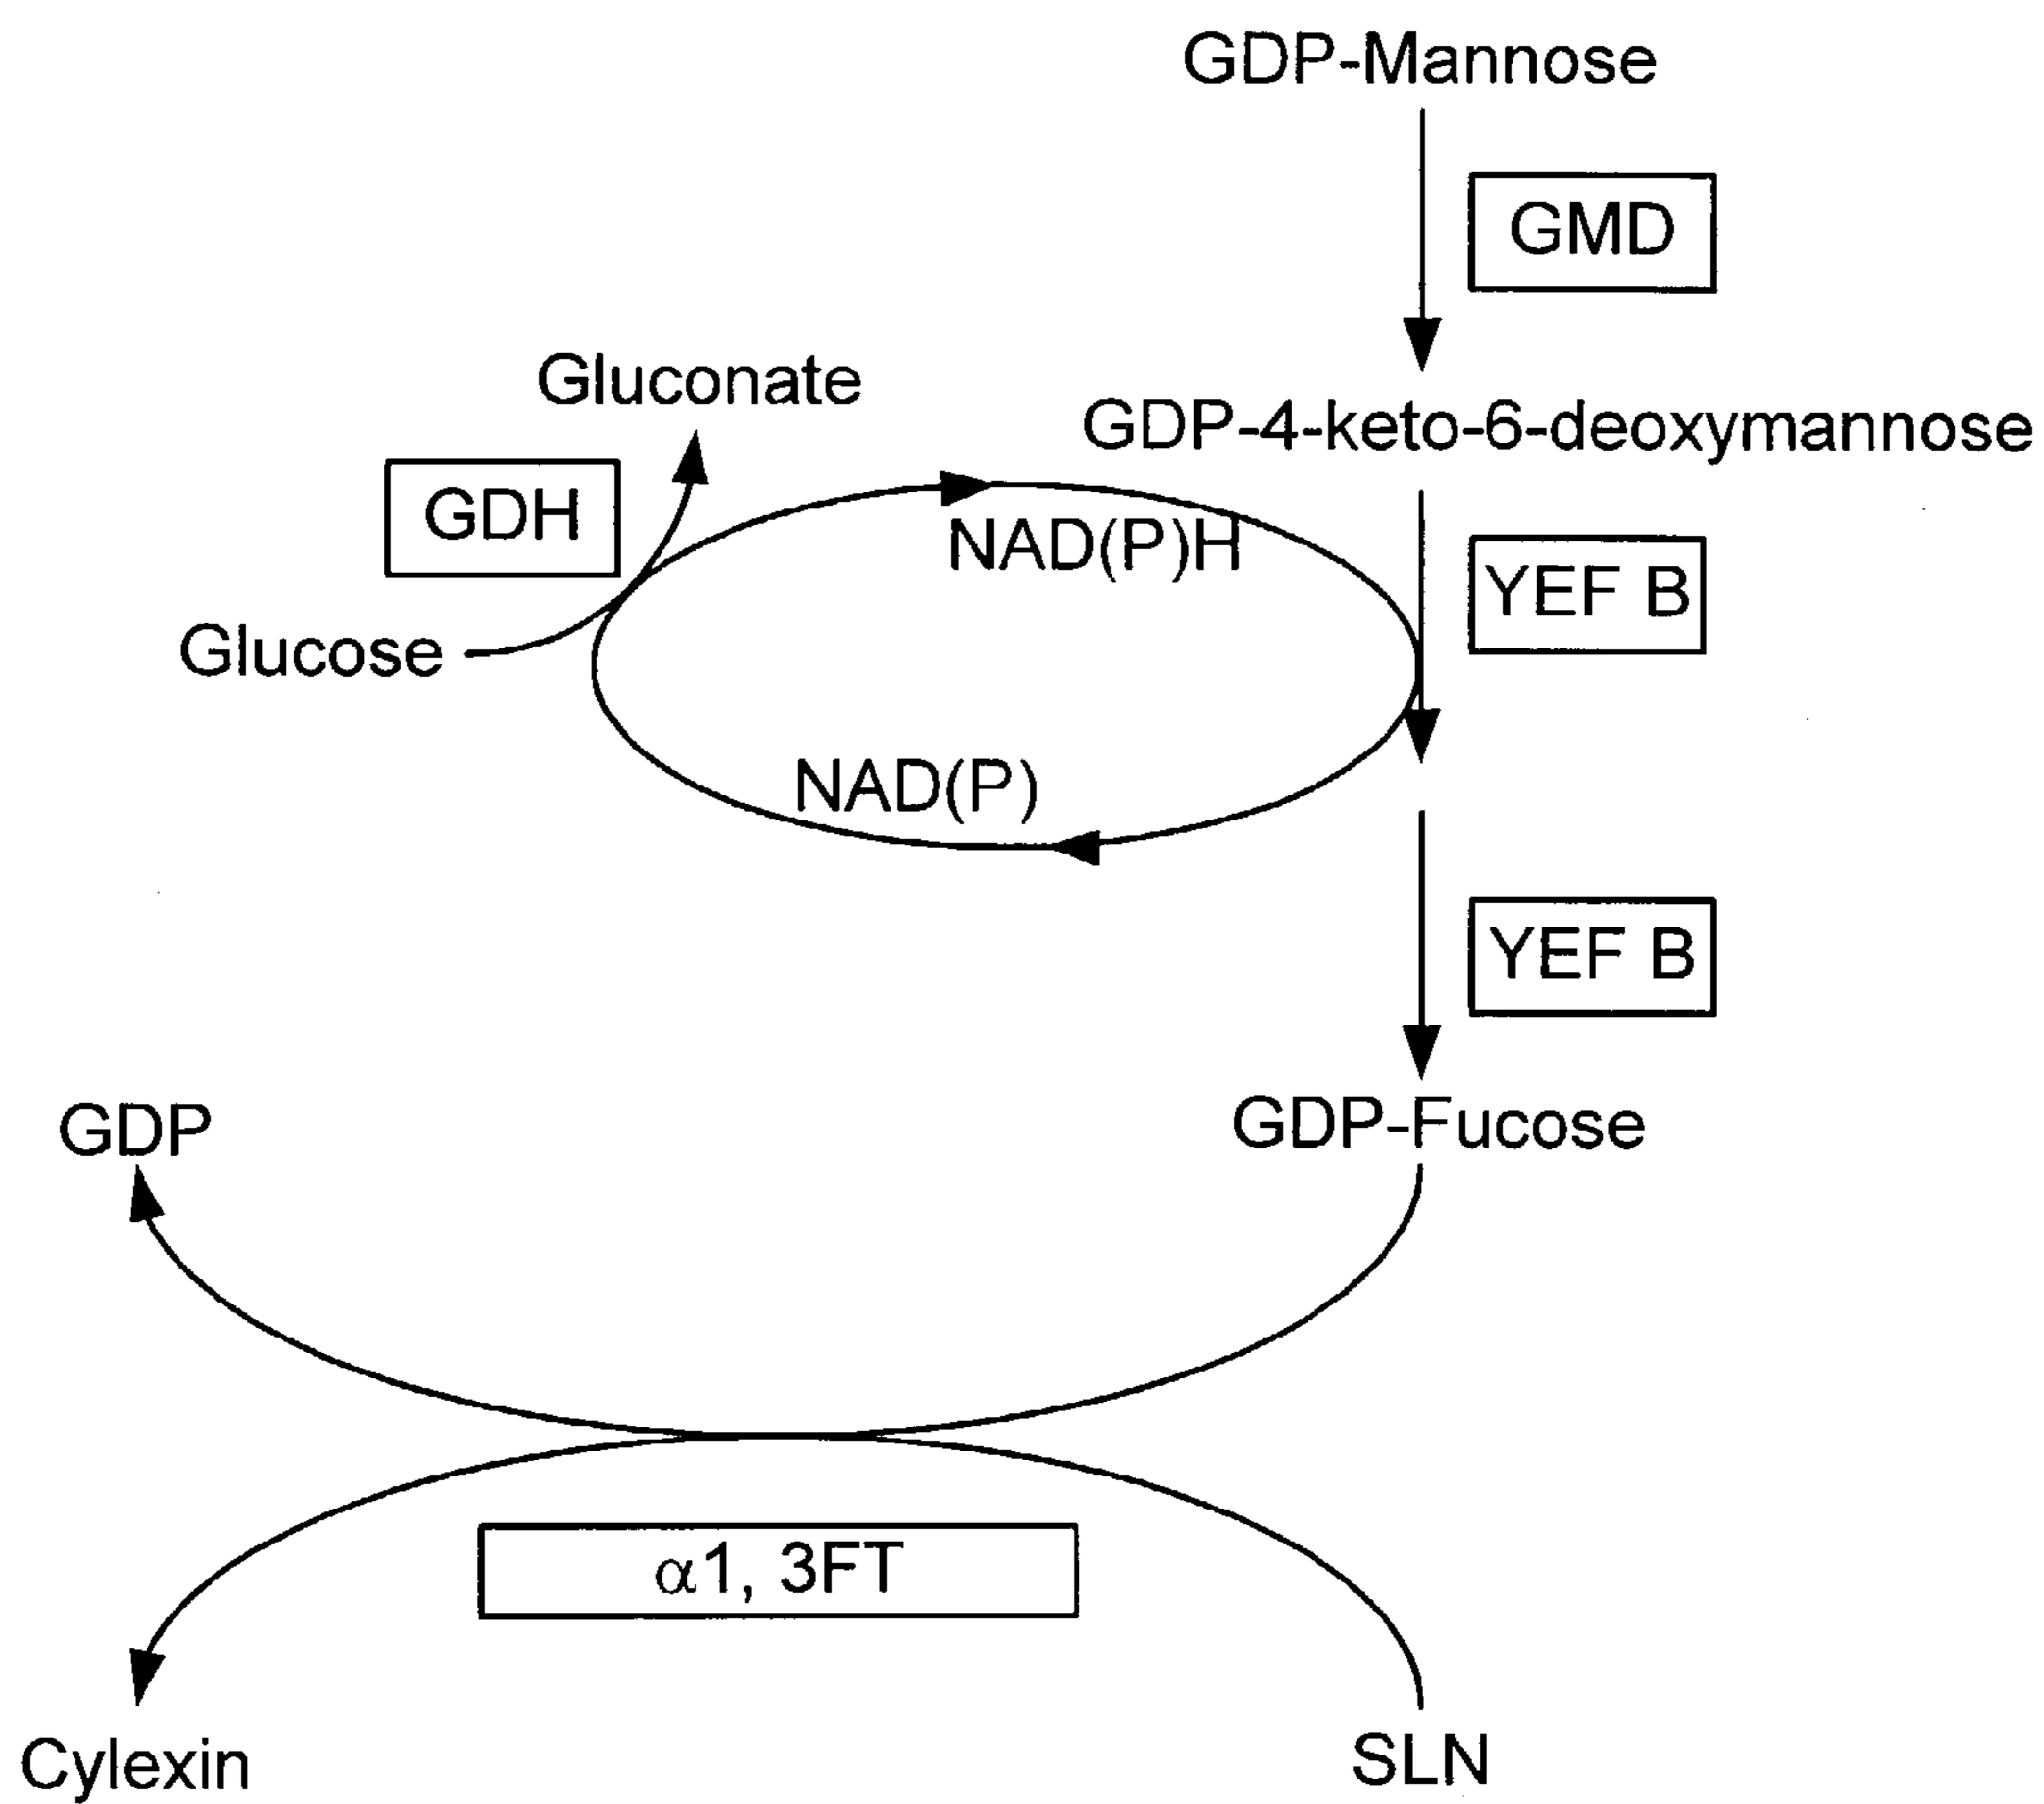 GDP-Mannose
GMD
Gluconate
GDP-4-keto-6-deoxymannose
GDH
NAD(P)H
YEF B
Glucose
NAD(P)
YEF B
GDP
GDP-Fucose
α1, 3FT
Cylexin
SLN